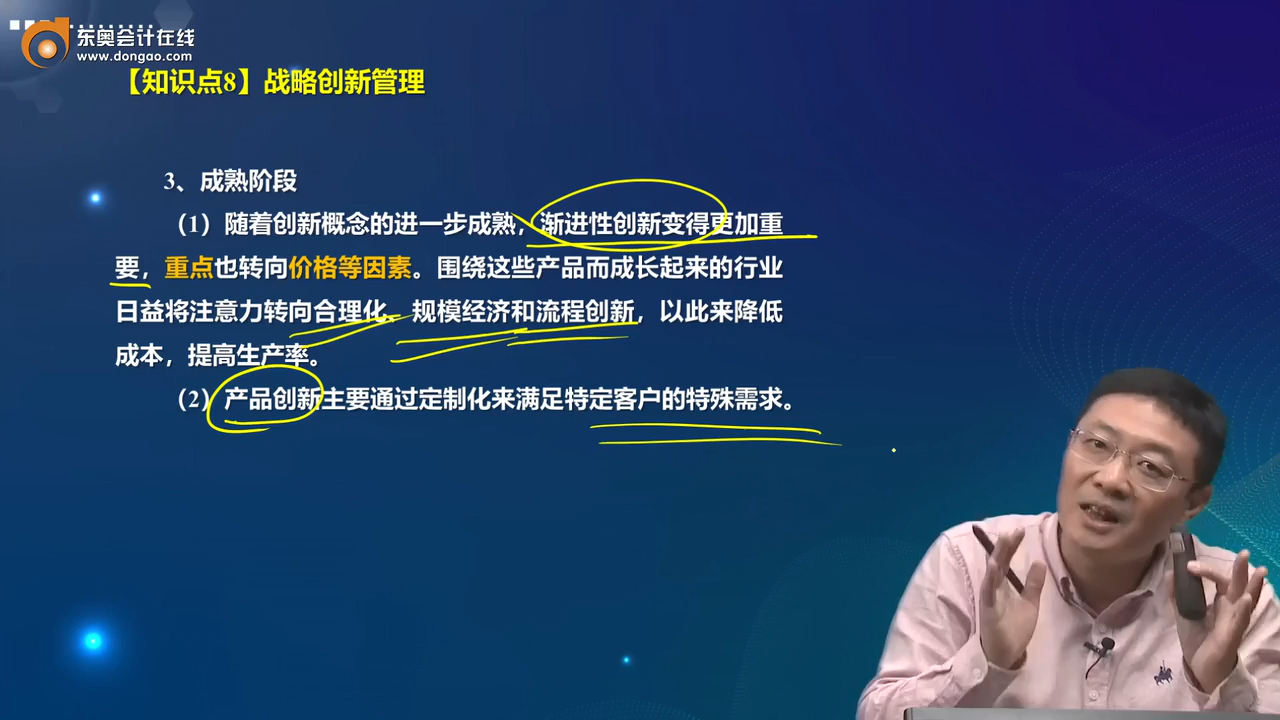 东奥会计在线
www.dongao.com
【知识点8】战略创新管理
3、成熟阶段
（1）随着创新概念的进一步成熟，渐进性创新变得更加重
要，重点也转向价格等因素。围绕这些产品而成长起来的行业
日益将注意力转向合理化、规模经济和流程创新，以此来降低
成本，提高生产率。
（2）产品创新主要通过定制化来满足特定客户的特殊需求。